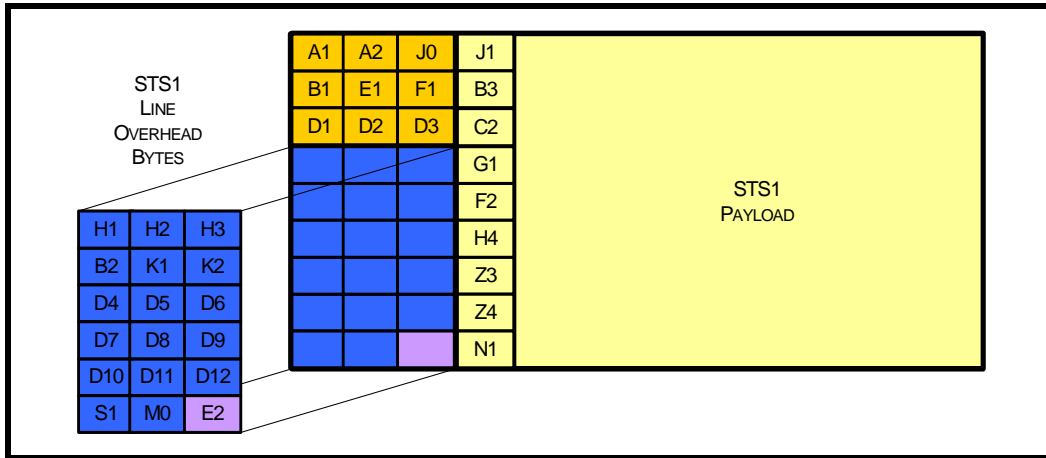 STS1
LINE
OVERHEAD
BYTES
A1 A2 J0 J1
B1 E1 F1 B3
D1 D2 D3 C2
G1
F2
H4
Z3
Z4
N1
STS1
PAYLOAD
H1 H2 H3
B2 K1 K2
D4 D5 D6
D7 D8 D9
D10 D11 D12
S1 M0 E2